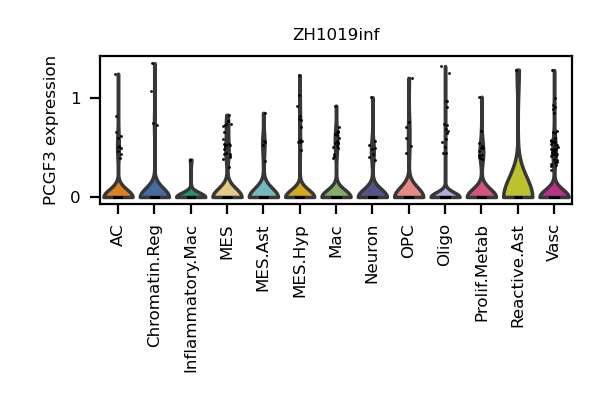 ZH1019inf
PCGF3 expression
1
0
AC
Chromatin.Reg
Inflammatory.Mac
MES
MES.Ast
MES.Hyp
Mac
Neuron
OPC
Oligo
Prolif.Metab
Reactive.Ast
Vasc